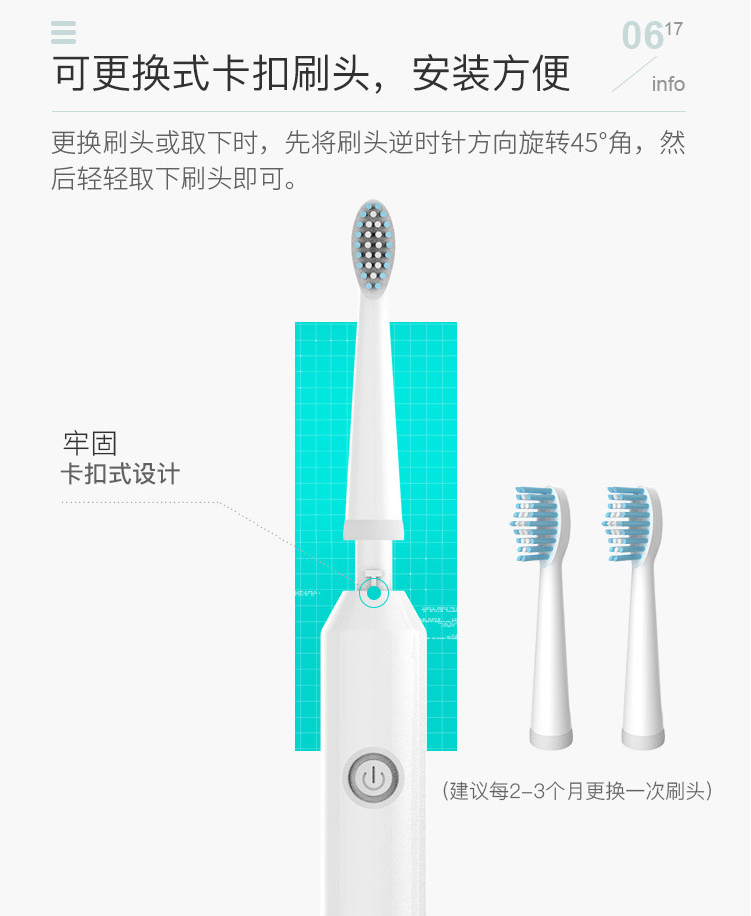 0617
可更换式卡扣刷头，安装方便
info
更换刷头或取下时，先将刷头逆时针方向旋转45°角，然
后轻轻取下刷头即可。
牢固
卡扣式设计
（建议每2-3个月更换一次刷头）